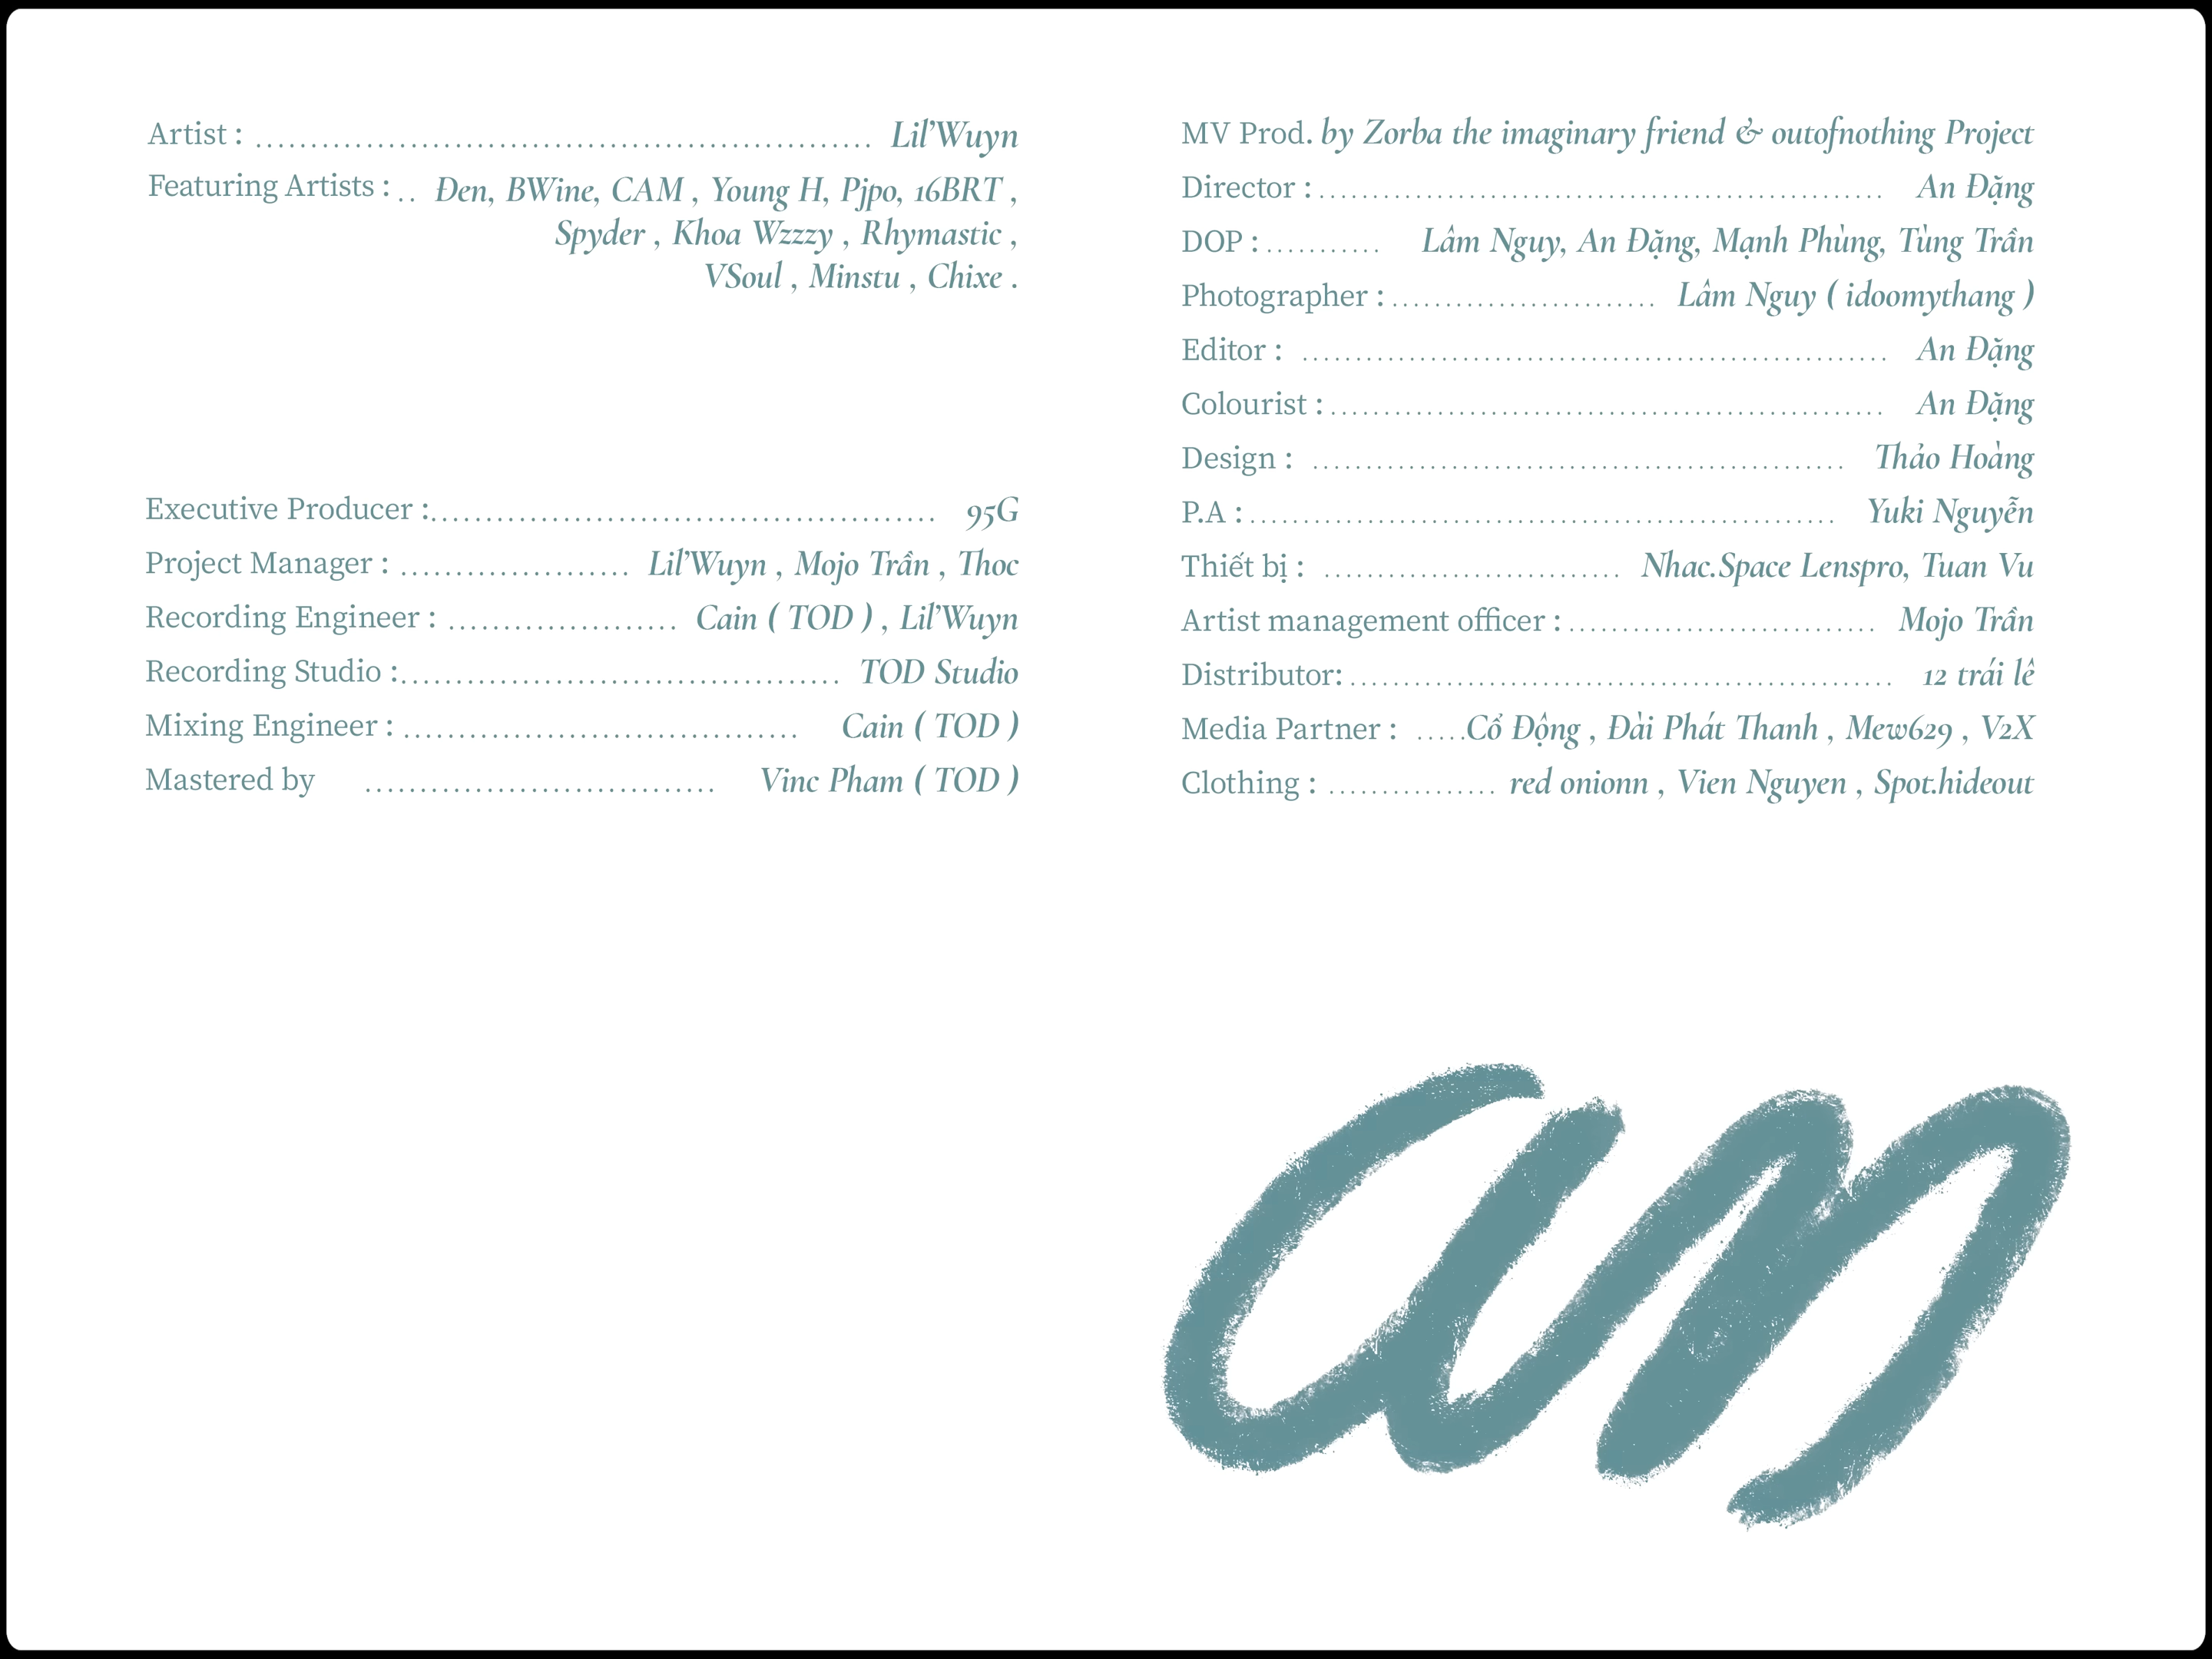 Artist : ........................................................ Lil'Wuyn
Featuring Artists : .. Đen, BWine, CAM , Young H, Pjpo, 16BRT ,
Spyder , Khoa Wzzzy , Rhymastic ,
VSoul , Minstu , Chixe .
Executive Producer :.............................................. 95G
Project Manager : ..................... Lil'Wuyn , Mojo Trần , Thoc
Recording Engineer : ..................... Cain ( TOD ) , Lil'Wuyn
Recording Studio :........................................ TOD Studio
Mixing Engineer : .................................... Cain ( TOD )
Mastered by ................................ Vinc Pham ( TOD )
MV Prod. by Zorba the imaginary friend & outofnothing Project
Director :.................................................... An Đặng
DOP :........... Lâm Nguy, An Đặng, Mạnh Phùng, Tùng Trần
Photographer :......................... Lâm Nguy ( idoomythang )
Editor : ...................................................... An Đặng
Colourist :................................................... An Đặng
Design : ................................................. Thảo Hoàng
P.A :...................................................... Yuki Nguyễn
Thiết bị : ............................ Nhac.Space Lenspro, Tuan Vu
Artist management officer :............................. Mojo Trần
Distributor: .................................................. 12 trái lê
Media Partner : .....Cổ Động , Đài Phát Thanh , Mew629 , V2X
Clothing : ................ red onionn , Vien Nguyen , Spot.hideout
am